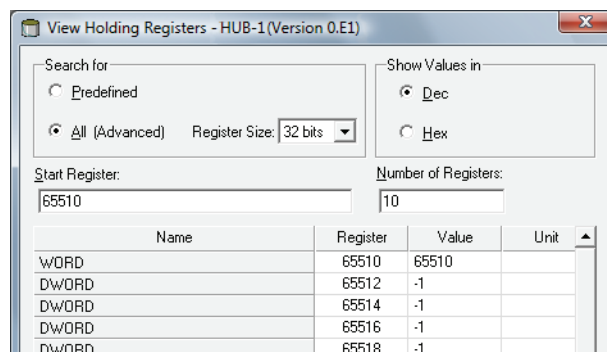 View Holding Registers - HUB-1(Version 0.E1)
Search for
Show Values in
Predefined
Dec
All (Advanced) Register Size: 32 bits
Hex
Start Register:
Number of Registers:
65510
10
Name Register Value Unit
WORD 65510 65510
DWORD 65512 -1
DWORD 65514 -1
DWORD 65516 -1
DWORD 65518 -1